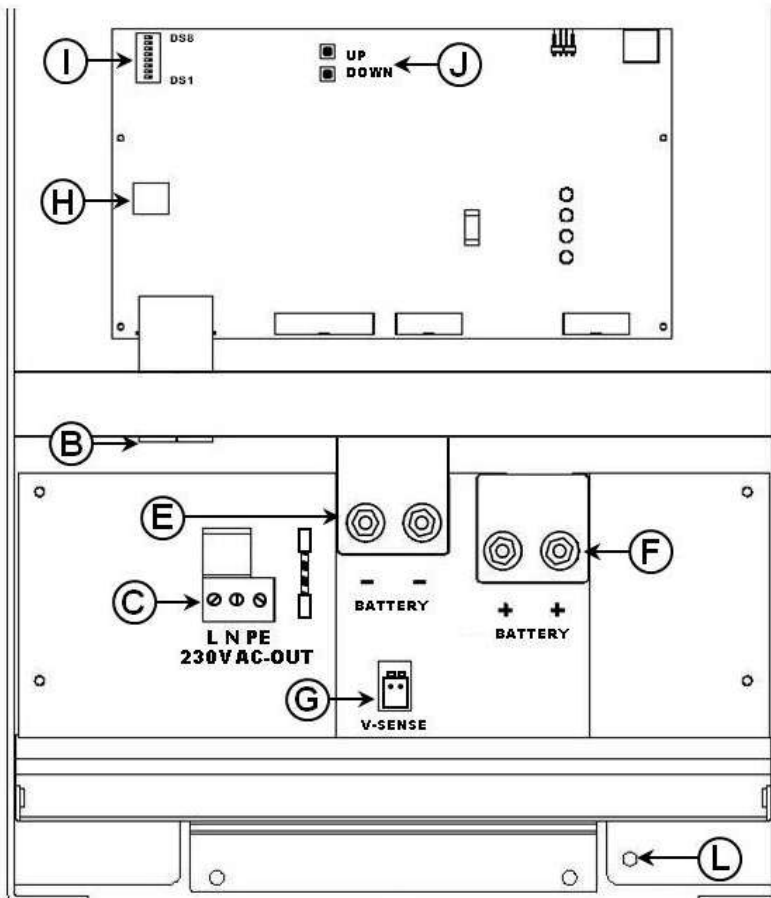 I
DS8
DS1
UP
DOWN
J
H
B
E
F
- -
BATTERY
+ +
BATTERY
C
L N PE
230V AC-OUT
G
V-SENSE
L